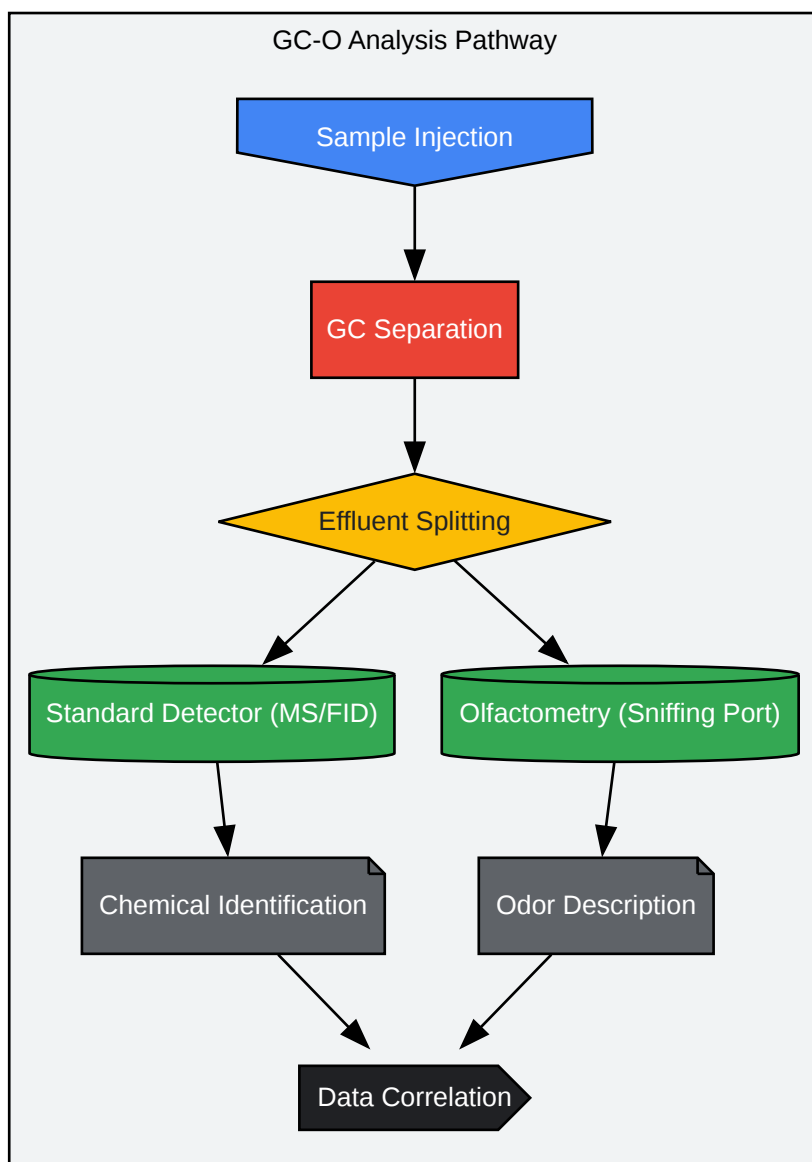 GC-O Analysis Pathway
Sample Injection
GC Separation
Effluent Splitting
Standard Detector (MS/FID)
Olfactometry (Sniffing Port)
Chemical Identification
Odor Description
Data Correlation